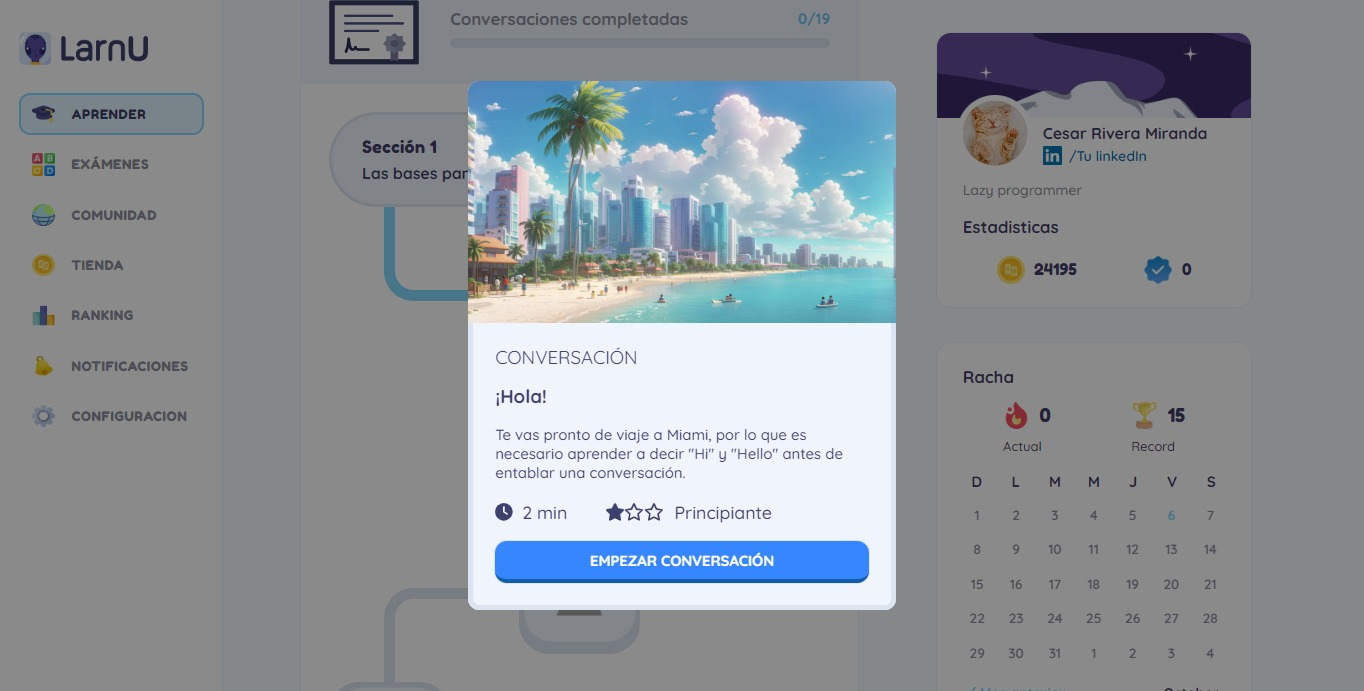 LarnU
APRENDER
EXÁMENES
COMUNIDAD
TIENDA
RANKING
NOTIFICACIONES
CONFIGURACION
Conversaciones completadas
0/19
Sección 1
Las bases par
CONVERSACIÓN
¡Hola!
Te vas pronto de viaje a Miami, por lo que es
necesario aprender a decir "Hi" y "Hello" antes de
entablar una conversación.
2 min
Principiante
EMPEZAR CONVERSACIÓN
Cesar Rivera Miranda
in /Tu linkedIn
Lazy programmer
Estadisticas
24195
0
Racha
0
15
Actual
Record
D L M M J V S
1 2 3 4 5 6 7
8 9 10 11 12 13 14
15 16 17 18 19 20 21
22 23 24 25 26 27 28
29 30 31 1 2 3 4